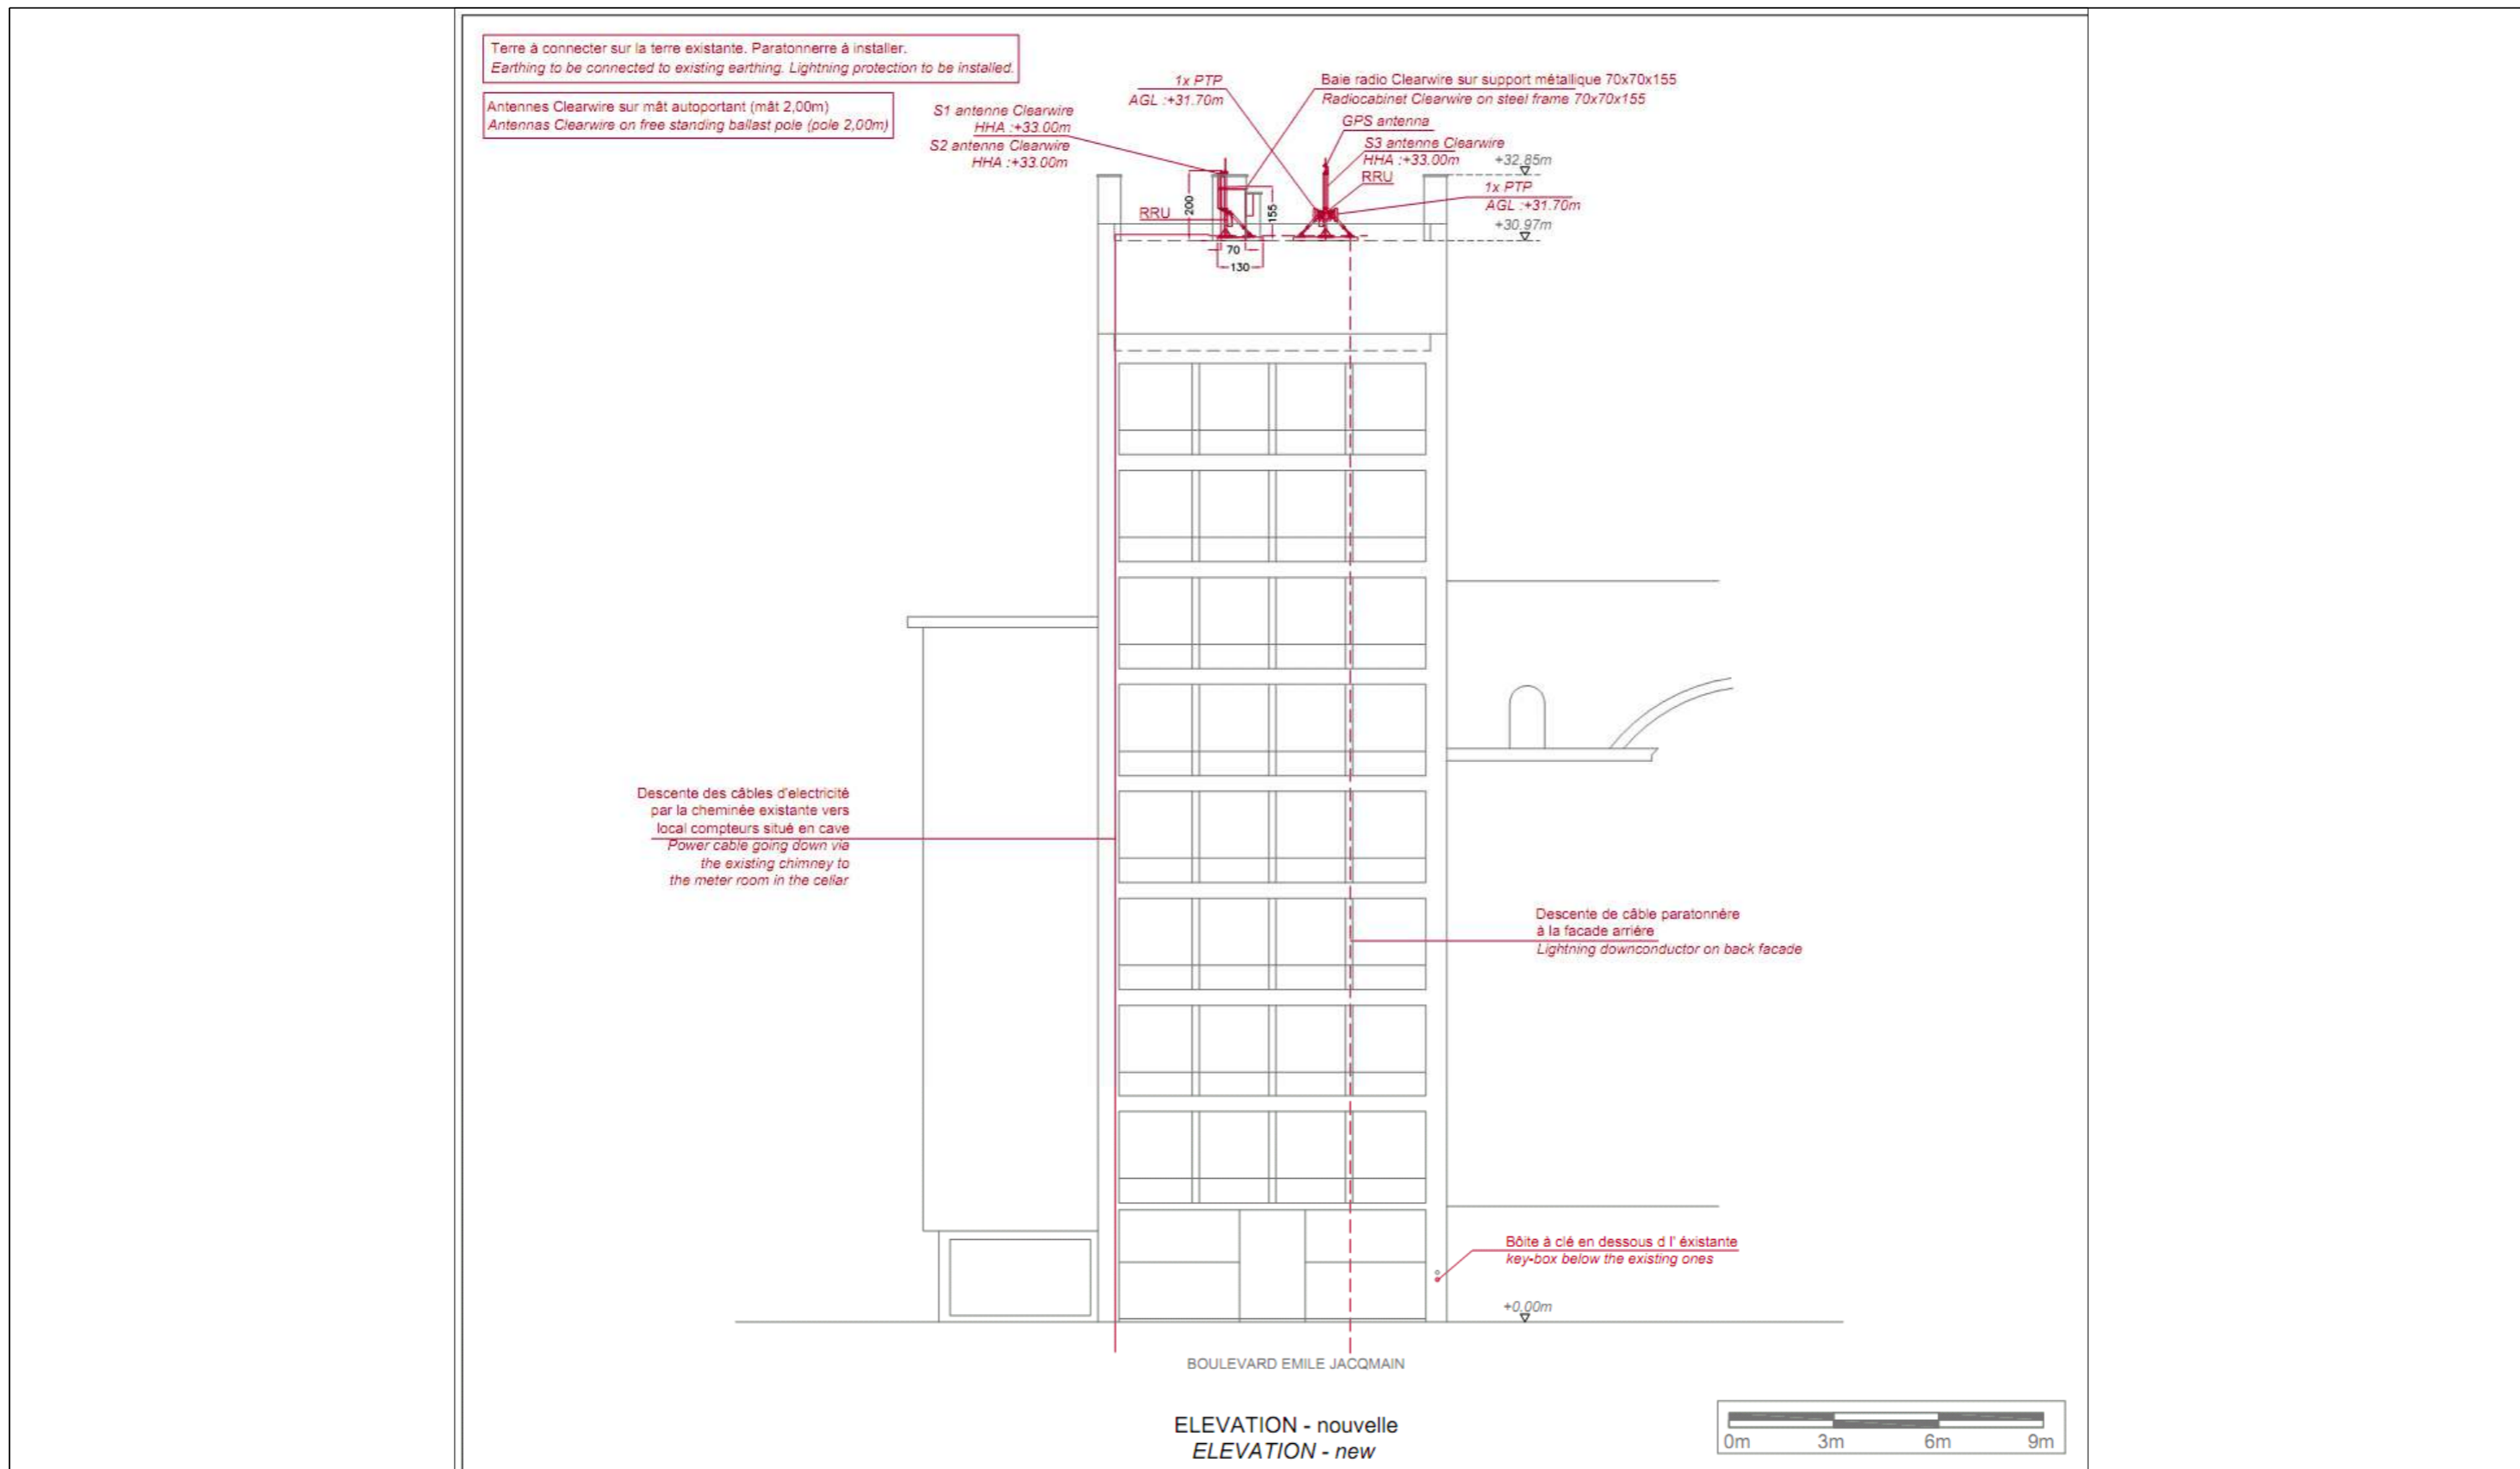 Terre à connecter sur la terre existante. Paratonnerre à installer.
Earthing to be connected to existing earthing. Lightning protection to be installed.
Antennes Clearwire sur mât autoportant (mât 2,00m)
Antennas Clearwire on free standing ballast pole (pole 2,00m)
S1 antenne Clearwire
HHA :+33.00m
S2 antenne Clearwire
HHA :+33.00m
1x PTP
AGL :+31.70m
Baie radio Clearwire sur support métallique 70x70x155
Radiocabinet Clearwire on steel frame 70x70x155
GPS antenna
S3 antenne Clearwire
HHA :+33.00m
RRU
+32.85m
1x PTP
AGL :+31.70m
+30.97m
RRU
200
155
70
130
Descente des câbles d'electricité
par la cheminée existante vers
local compteurs situé en cave
Power cable going down via
the existing chimney to
the meter room in the cellar
Descente de câble paratonnére
à la facade arriére
Lightning downconductor on back facade
Bôite à clé en dessous d l' éxistante
key-box below the existing ones
+0.00m
BOULEVARD EMILE JACQMAIN
ELEVATION - nouvelle
ELEVATION - new
0m 3m 6m 9m